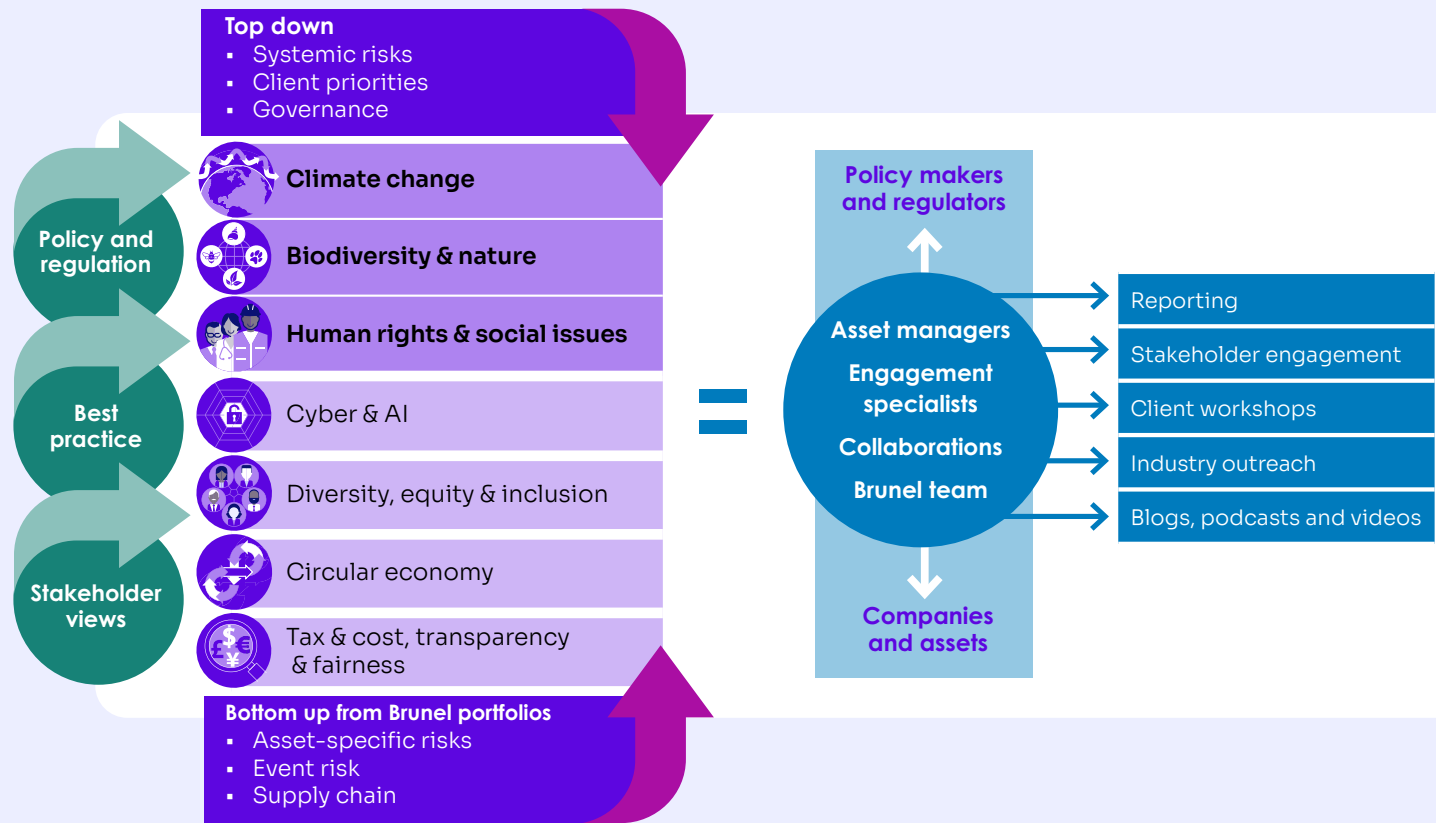 Top down
▪ Systemic risks
▪ Client priorities
▪ Governance
Policy and
regulation
Best
practice
Stakeholder
views
Climate change
Biodiversity & nature
Human rights & social issues
Cyber & AI
Diversity, equity & inclusion
Circular economy
$
£ €
¥
Tax & cost, transparency
& fairness
Bottom up from Brunel portfolios
▪ Asset-specific risks
▪ Event risk
▪ Supply chain
=
Policy makers
and regulators
Asset managers
Engagement
specialists
Collaborations
Brunel team
Companies
and assets
Reporting
Stakeholder engagement
Client workshops
Industry outreach
Blogs, podcasts and videos